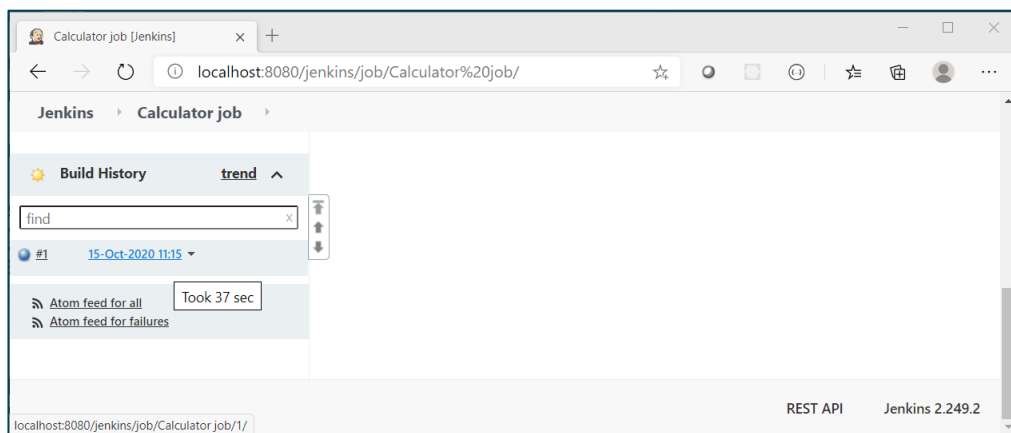 Calculator job [Jenkins]
localhost:8080/jenkins/job/Calculator%20job/
Jenkins Calculator job
Build History trend
find x
#1 15-Oct-2020 11:15
Took 37 sec
Atom feed for all
Atom feed for failures
REST API Jenkins 2.249.2
localhost:8080/jenkins/job/Calculator job/1/